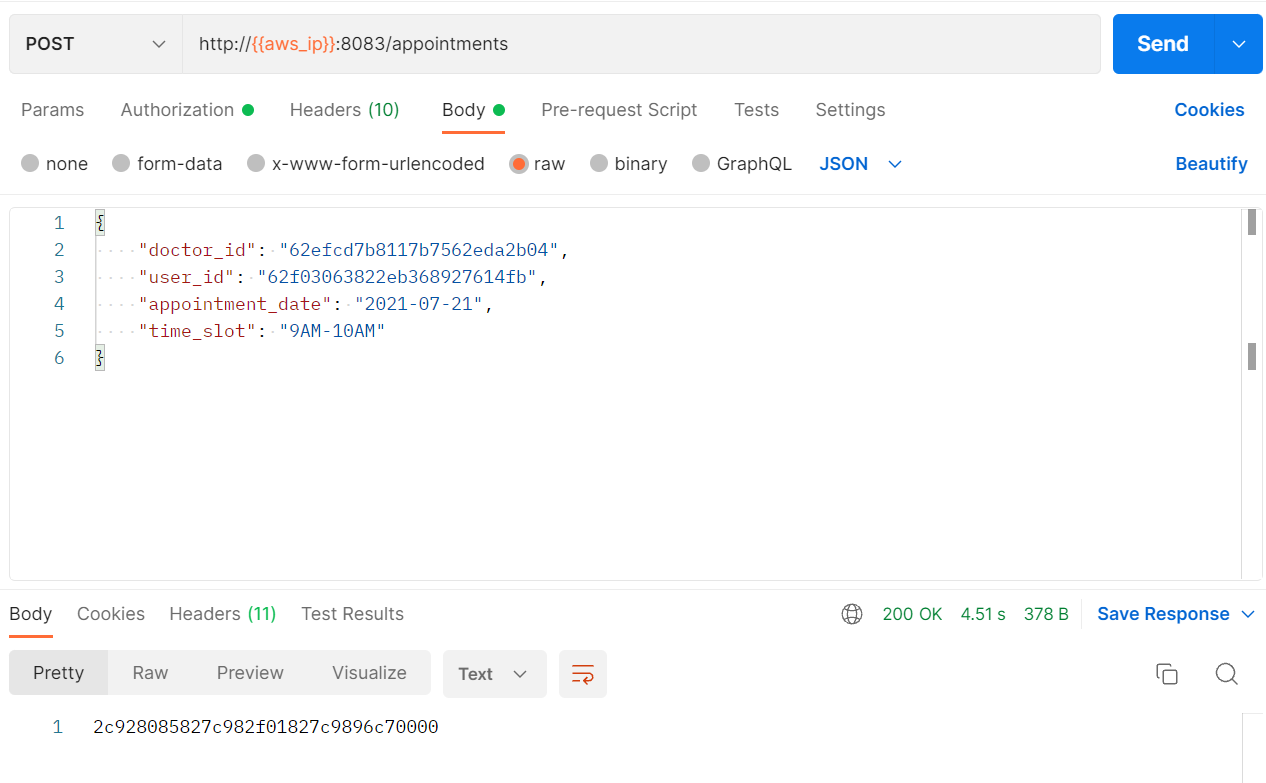 POST http://{{aws_ip}}:8083/appointments Send
Params Authorization Headers (10) Body Pre-request Script Tests Settings Cookies
none form-data x-www-form-urlencoded raw binary GraphQL JSON Beautify
1 {
2 "doctor_id": "62efcd7b8117b7562eda2b04",
3 "user_id": "62f03063822eb368927614fb",
4 "appointment_date": "2021-07-21",
5 "time_slot": "9AM-10AM"
6 }
Body Cookies Headers (11) Test Results 200 OK 4.51 s 378 B Save Response
Pretty Raw Preview Visualize Text
1 2c928085827c982f01827c9896c70000